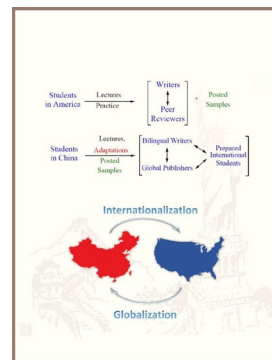 Students in America
Lectures
Practice
Writers
Peer Reviewers
+ Posted Samples
Students in China
Lectures,
Adaptations
Posted Samples
Bilingual Writers
Global Publishers
Prepared International Students
Internationalization
Globalization